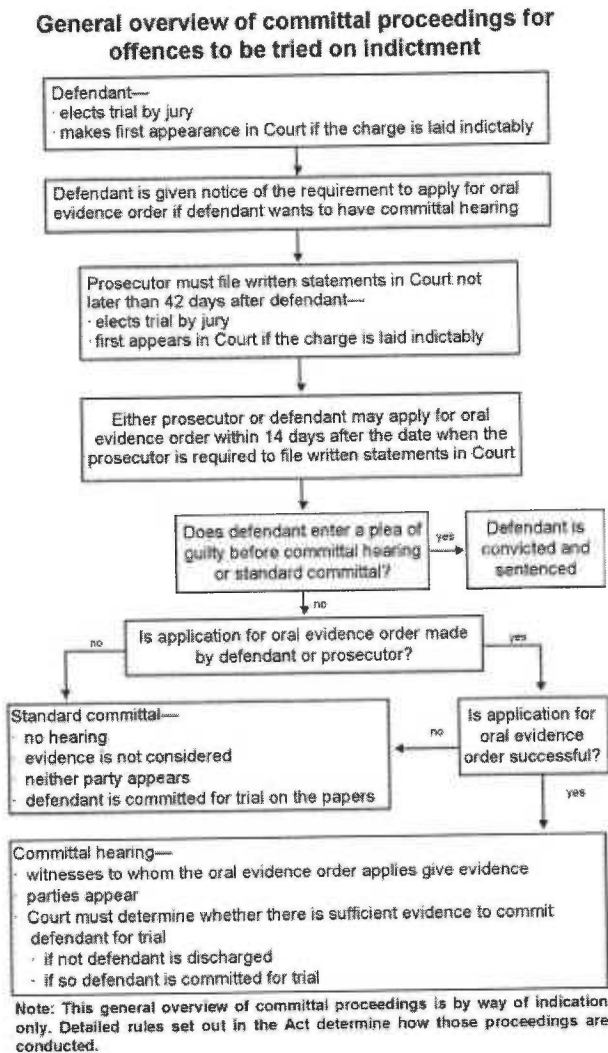 General overview of committal proceedings for
offences to be tried on indictment
Defendant—
· elects trial by jury
· makes first appearance in Court if the charge is laid indictably
Defendant is given notice of the requirement to apply for oral
evidence order if defendant wants to have committal hearing
Prosecutor must file written statements in Court not
later than 42 days after defendant—
· elects trial by jury
· first appears in Court if the charge is laid indictably
Either prosecutor or defendant may apply for oral
evidence order within 14 days after the date when the
prosecutor is required to file written statements in Court
Does defendant enter a plea of
guilty before committal hearing
or standard committal?
yes
Defendant is
convicted and
sentenced
no
Is application for oral evidence order made
by defendant or prosecutor?
no
yes
Standard committal—
· no hearing
· evidence is not considered
· neither party appears
· defendant is committed for trial on the papers
no
Is application for
oral evidence
order successful?
yes
Committal hearing—
· witnesses to whom the oral evidence order applies give evidence
· parties appear
· Court must determine whether there is sufficient evidence to commit
defendant for trial
· if not defendant is discharged
· if so defendant is committed for trial
Note: This general overview of committal proceedings is by way of indication
only. Detailed rules set out in the Act determine how those proceedings are
conducted.